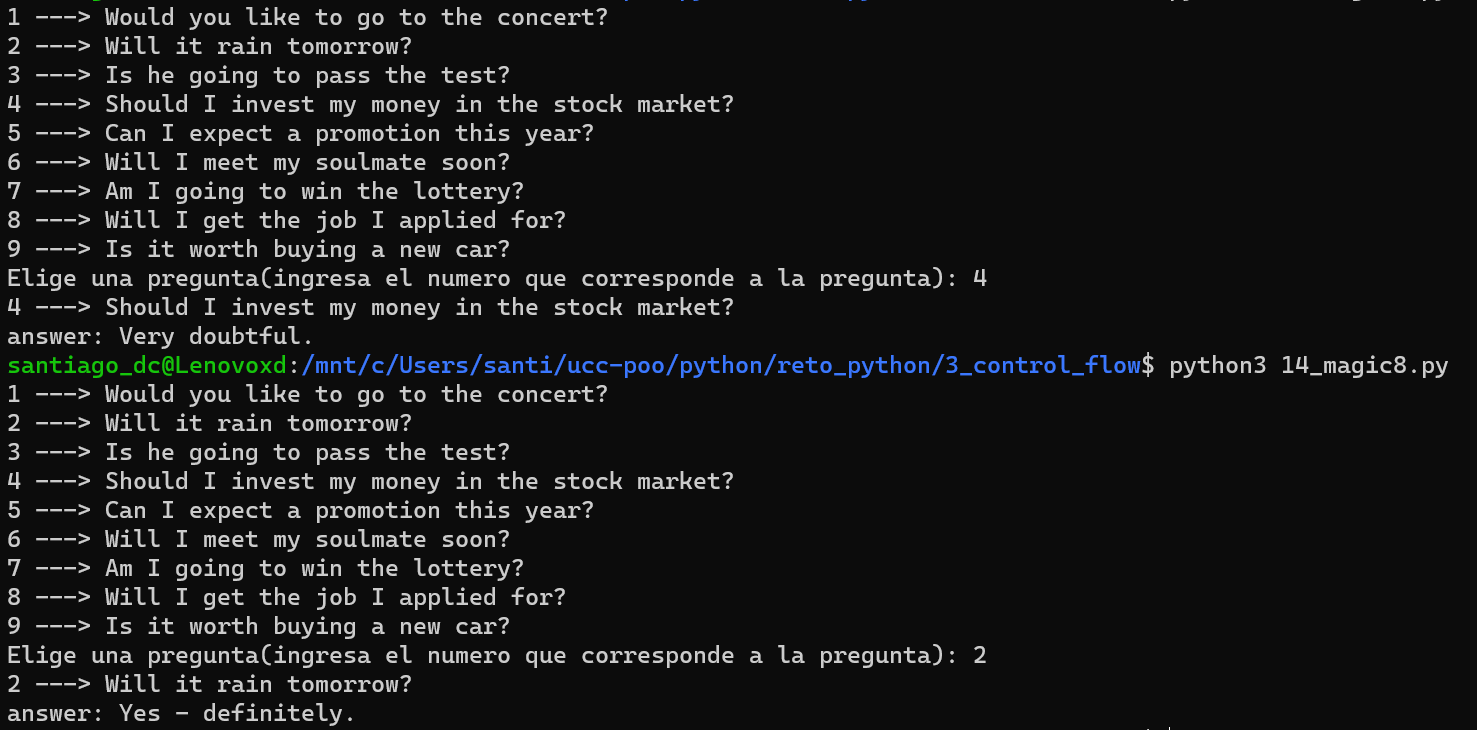 1 ---> Would you like to go to the concert?
2 ---> Will it rain tomorrow?
3 ---> Is he going to pass the test?
4 ---> Should I invest my money in the stock market?
5 ---> Can I expect a promotion this year?
6 ---> Will I meet my soulmate soon?
7 ---> Am I going to win the lottery?
8 ---> Will I get the job I applied for?
9 ---> Is it worth buying a new car?
Elige una pregunta(ingresa el numero que corresponde a la pregunta): 4
4 ---> Should I invest my money in the stock market?
answer: Very doubtful.
santiago_dc@Lenovoxd:/mnt/c/Users/santi/ucc-poo/python/reto_python/3_control_flow$ python3 14_magic8.py
1 ---> Would you like to go to the concert?
2 ---> Will it rain tomorrow?
3 ---> Is he going to pass the test?
4 ---> Should I invest my money in the stock market?
5 ---> Can I expect a promotion this year?
6 ---> Will I meet my soulmate soon?
7 ---> Am I going to win the lottery?
8 ---> Will I get the job I applied for?
9 ---> Is it worth buying a new car?
Elige una pregunta(ingresa el numero que corresponde a la pregunta): 2
2 ---> Will it rain tomorrow?
answer: Yes - definitely.